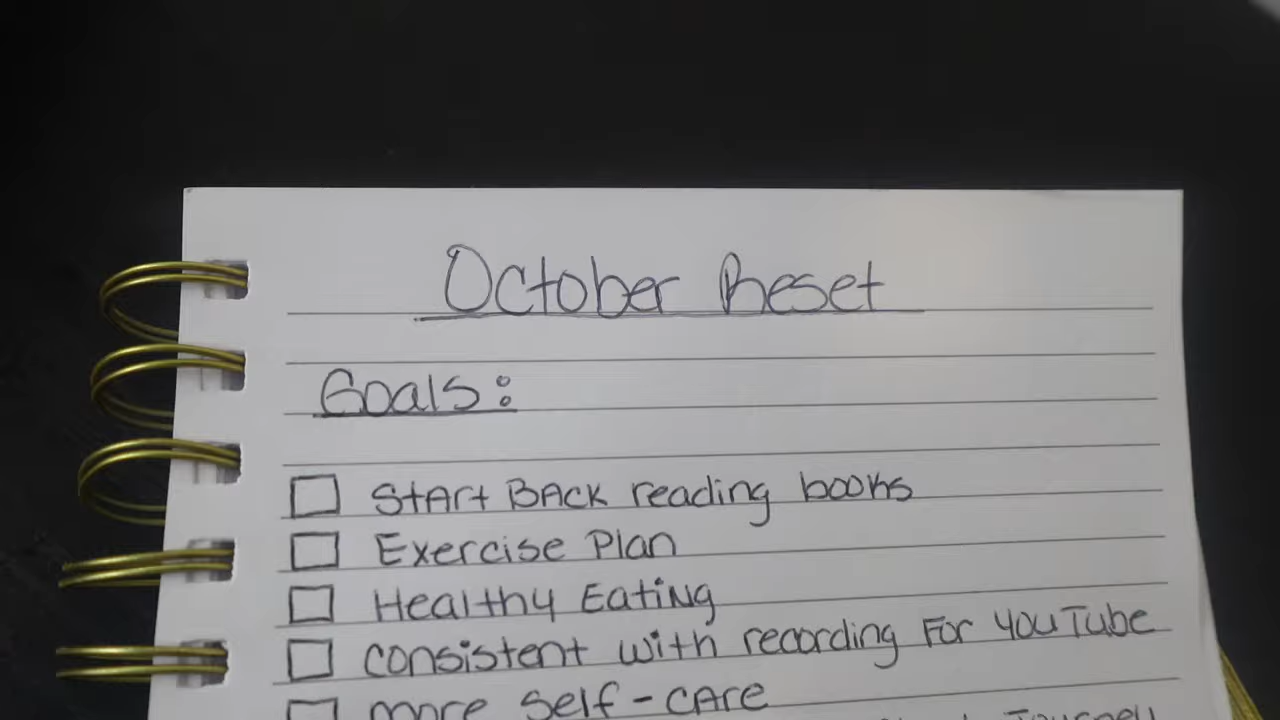 October Reset
Goals:
Start Back reading books
Exercise Plan
Healthy Eating
consistent with recording For YouTube
more self-care
Journey